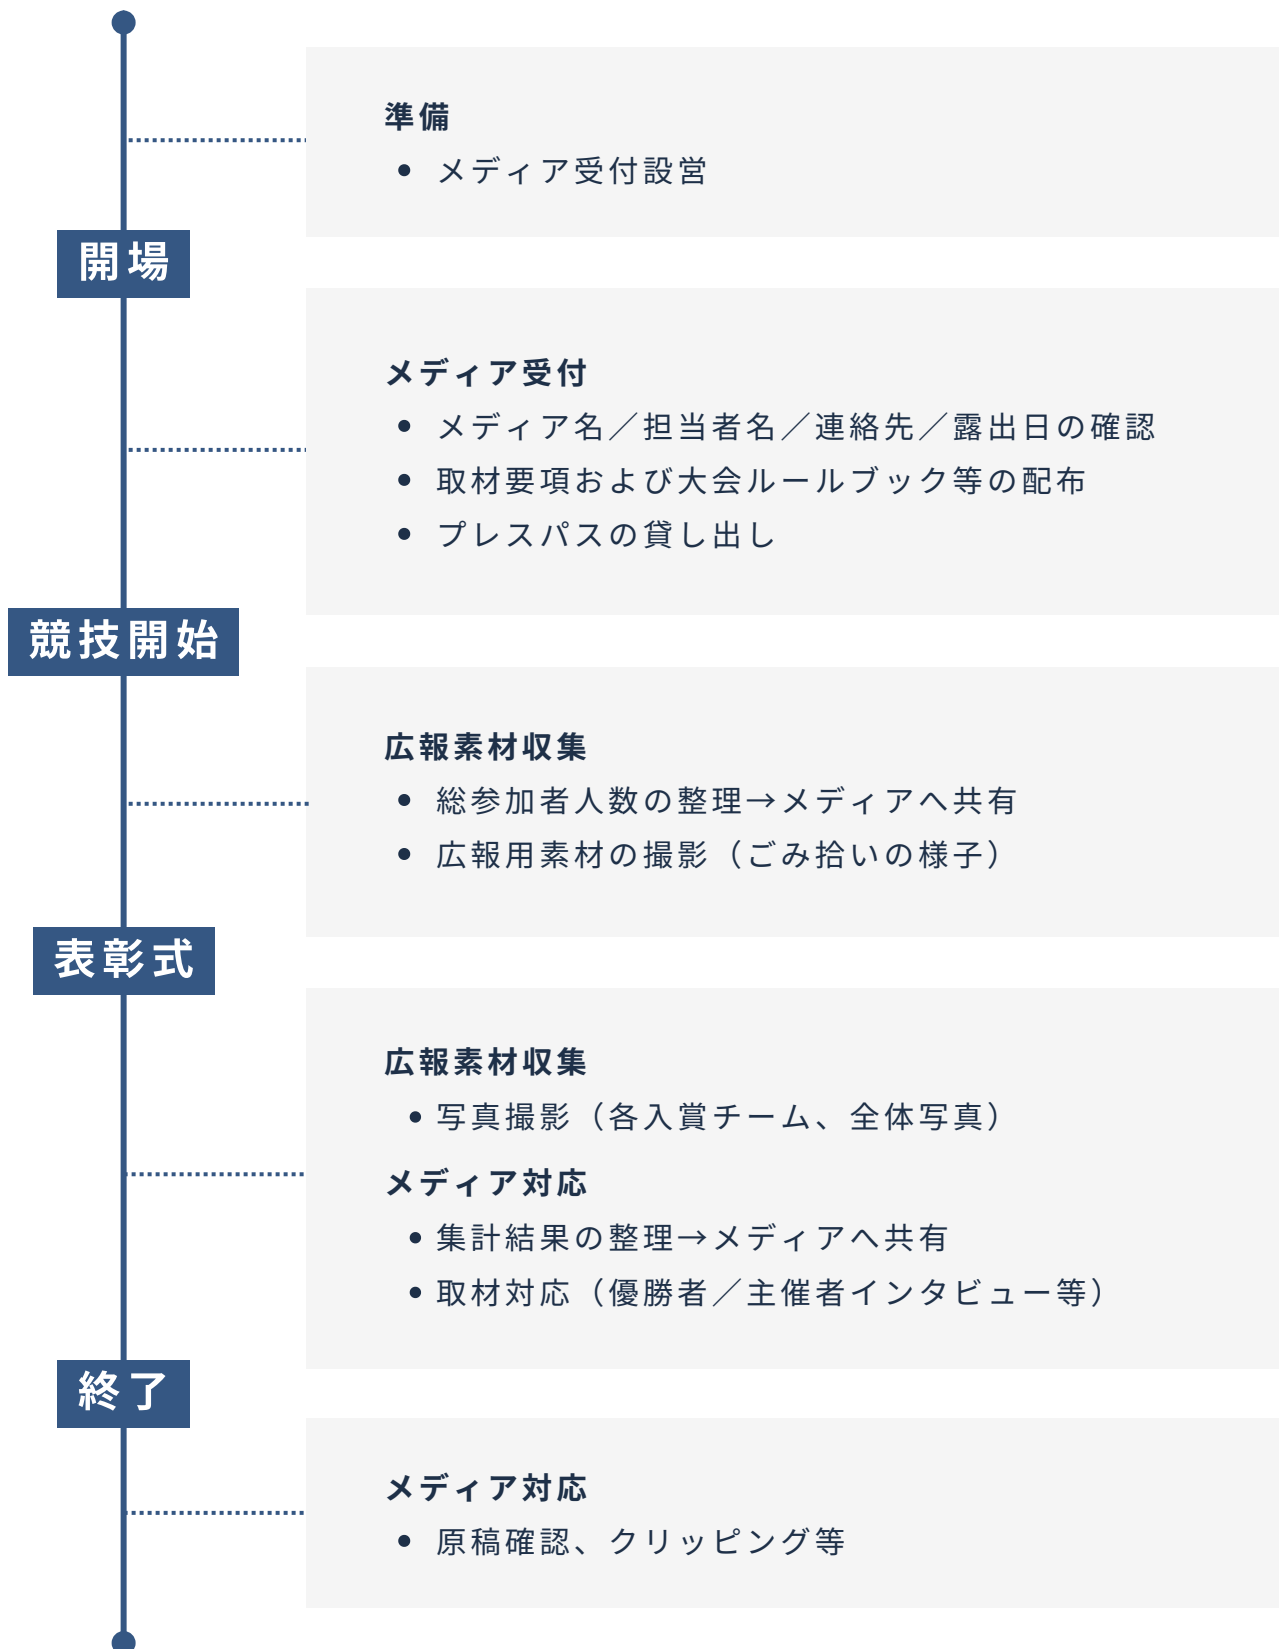 準備
• メディア受付設営
開場
メディア受付
• メディア名／担当者名／連絡先／露出日の確認
• 取材要項および大会ルールブック等の配布
• プレスパスの貸し出し
競技開始
広報素材収集
• 総参加者人数の整理→メディアへ共有
• 広報用素材の撮影（ごみ拾いの様子）
表彰式
広報素材収集
• 写真撮影（各入賞チーム、全体写真）
メディア対応
• 集計結果の整理→メディアへ共有
• 取材対応（優勝者／主催者インタビュー等）
終了
メディア対応
• 原稿確認、クリッピング等